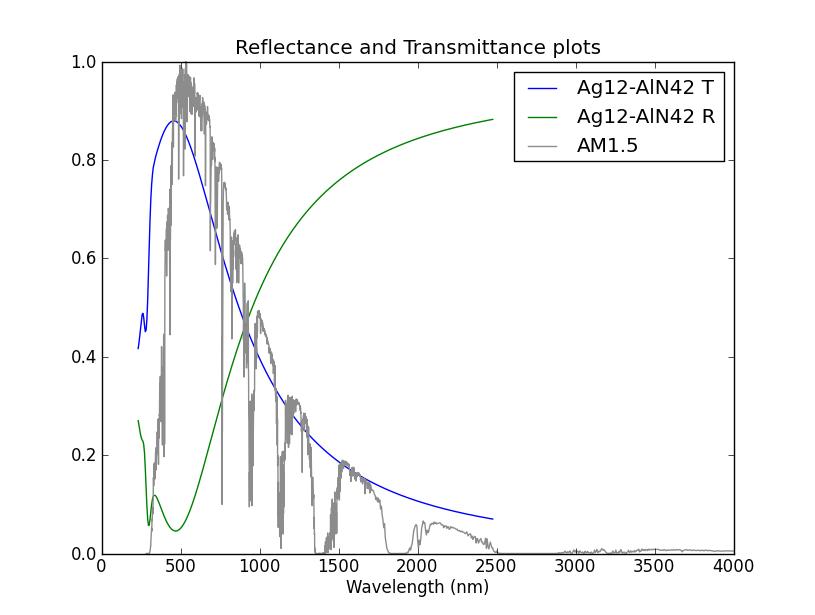 Reflectance and Transmittance plots
1.0
0.8
0.6
0.4
0.2
0.0
Ag12-AlN42 T
Ag12-AlN42 R
AM1.5
0 500 1000 1500 2000 2500 3000 3500 4000
Wavelength (nm)